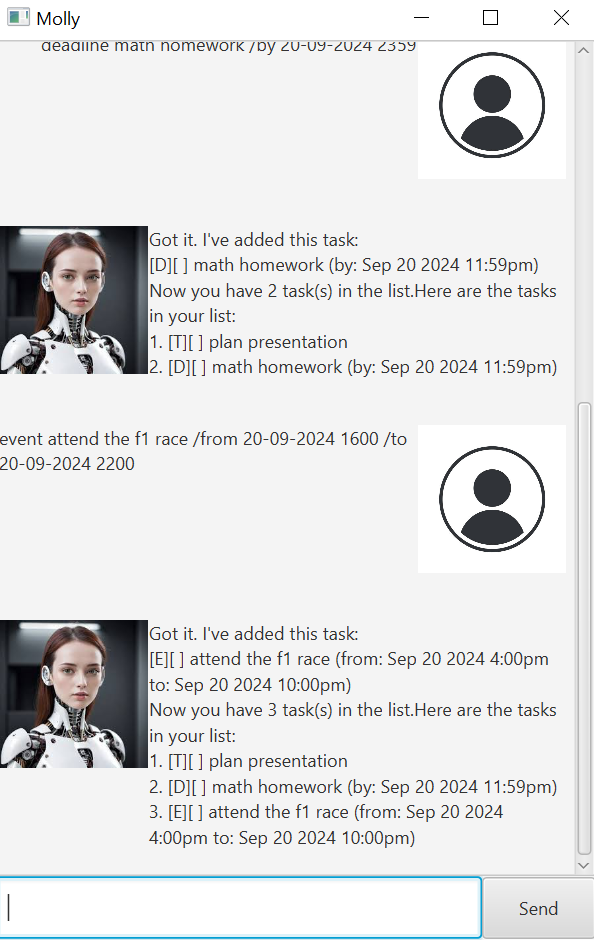 Molly
deadline math homework /by 20-09-2024 2359
Got it. I've added this task:
[D][ ] math homework (by: Sep 20 2024 11:59pm)
Now you have 2 task(s) in the list.Here are the tasks
in your list:
1. [T][ ] plan presentation
2. [D][ ] math homework (by: Sep 20 2024 11:59pm)
event attend the f1 race /from 20-09-2024 1600 /to
20-09-2024 2200
Got it. I've added this task:
[E][ ] attend the f1 race (from: Sep 20 2024 4:00pm
to: Sep 20 2024 10:00pm)
Now you have 3 task(s) in the list.Here are the tasks
in your list:
1. [T][ ] plan presentation
2. [D][ ] math homework (by: Sep 20 2024 11:59pm)
3. [E][ ] attend the f1 race (from: Sep 20 2024
4:00pm to: Sep 20 2024 10:00pm)
Send